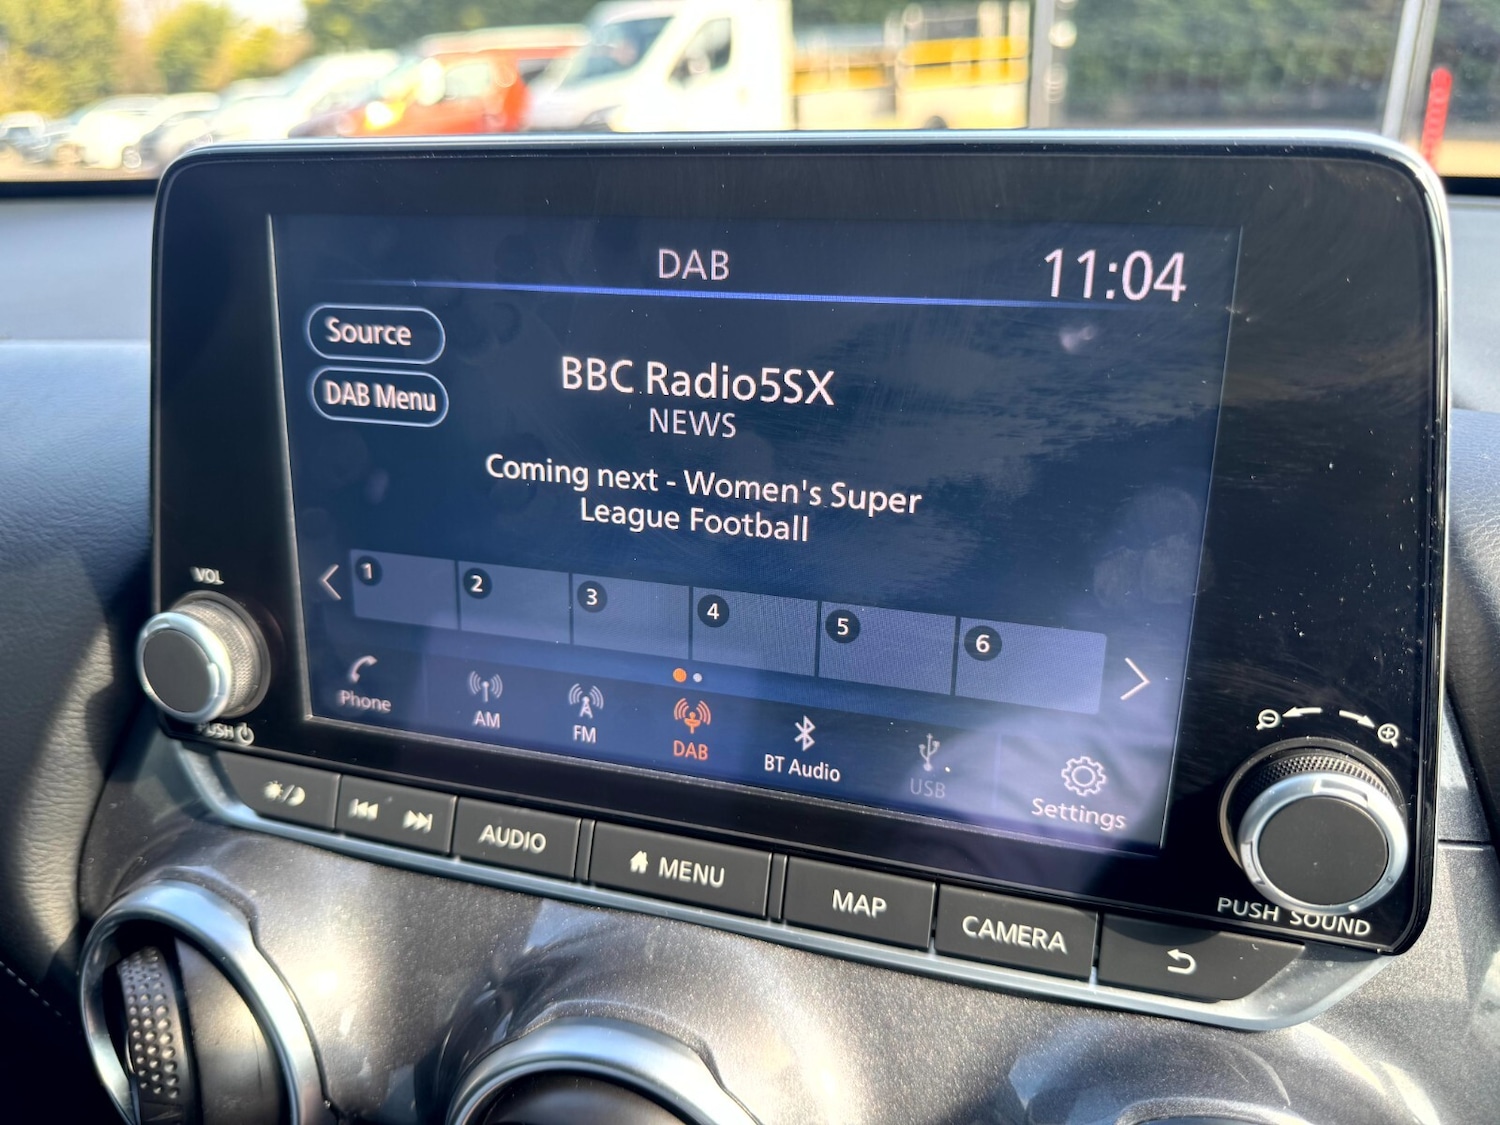 DAB
11:04
Source
DAB Menu
BBC Radio5SX
NEWS
Coming next - Women's Super
League Football
1 2 3 4 5 6
Phone
AM
FM
DAB
BT Audio
USB
Settings
VOL
PUSH
AUDIO
MENU
MAP
CAMERA
PUSH SOUND